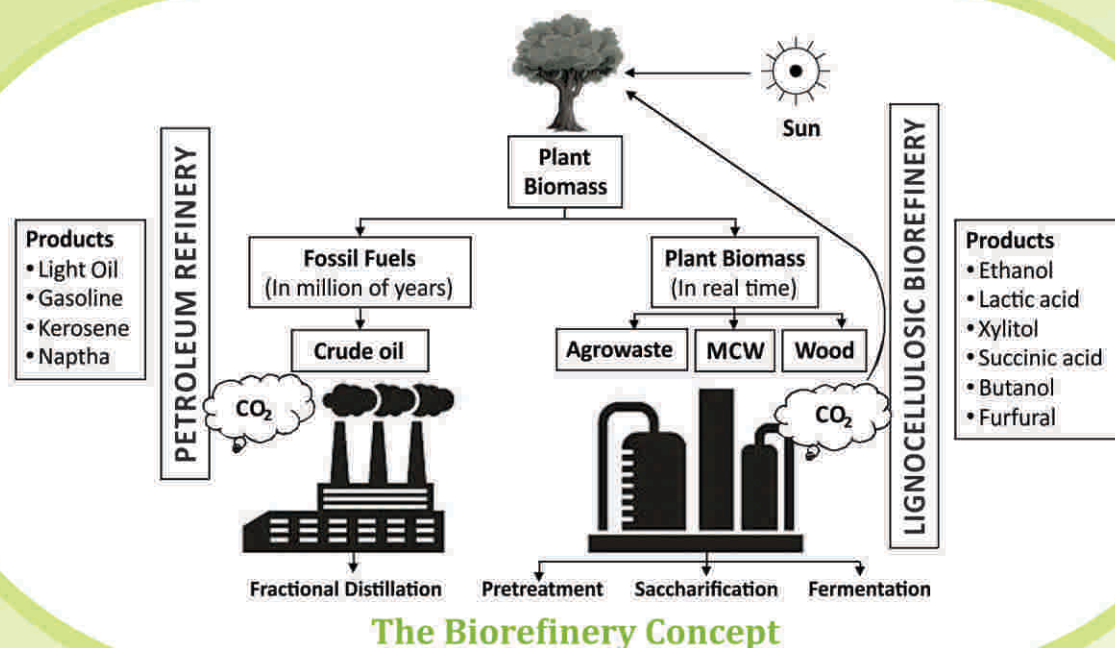 Sun
Plant
Biomass
PETROLEUM REFINERY
Products
• Light Oil
• Gasoline
• Kerosene
• Naptha
Fossil Fuels
(In million of years)
Crude oil
CO₂
Fractional Distillation
Plant Biomass
(In real time)
Agrowaste
MCW
Wood
CO₂
Pretreatment
Saccharification
Fermentation
LIGNOCELLULOSIC BIOREFINERY
Products
• Ethanol
• Lactic acid
• Xylitol
• Succinic acid
• Butanol
• Furfural
The Biorefinery Concept